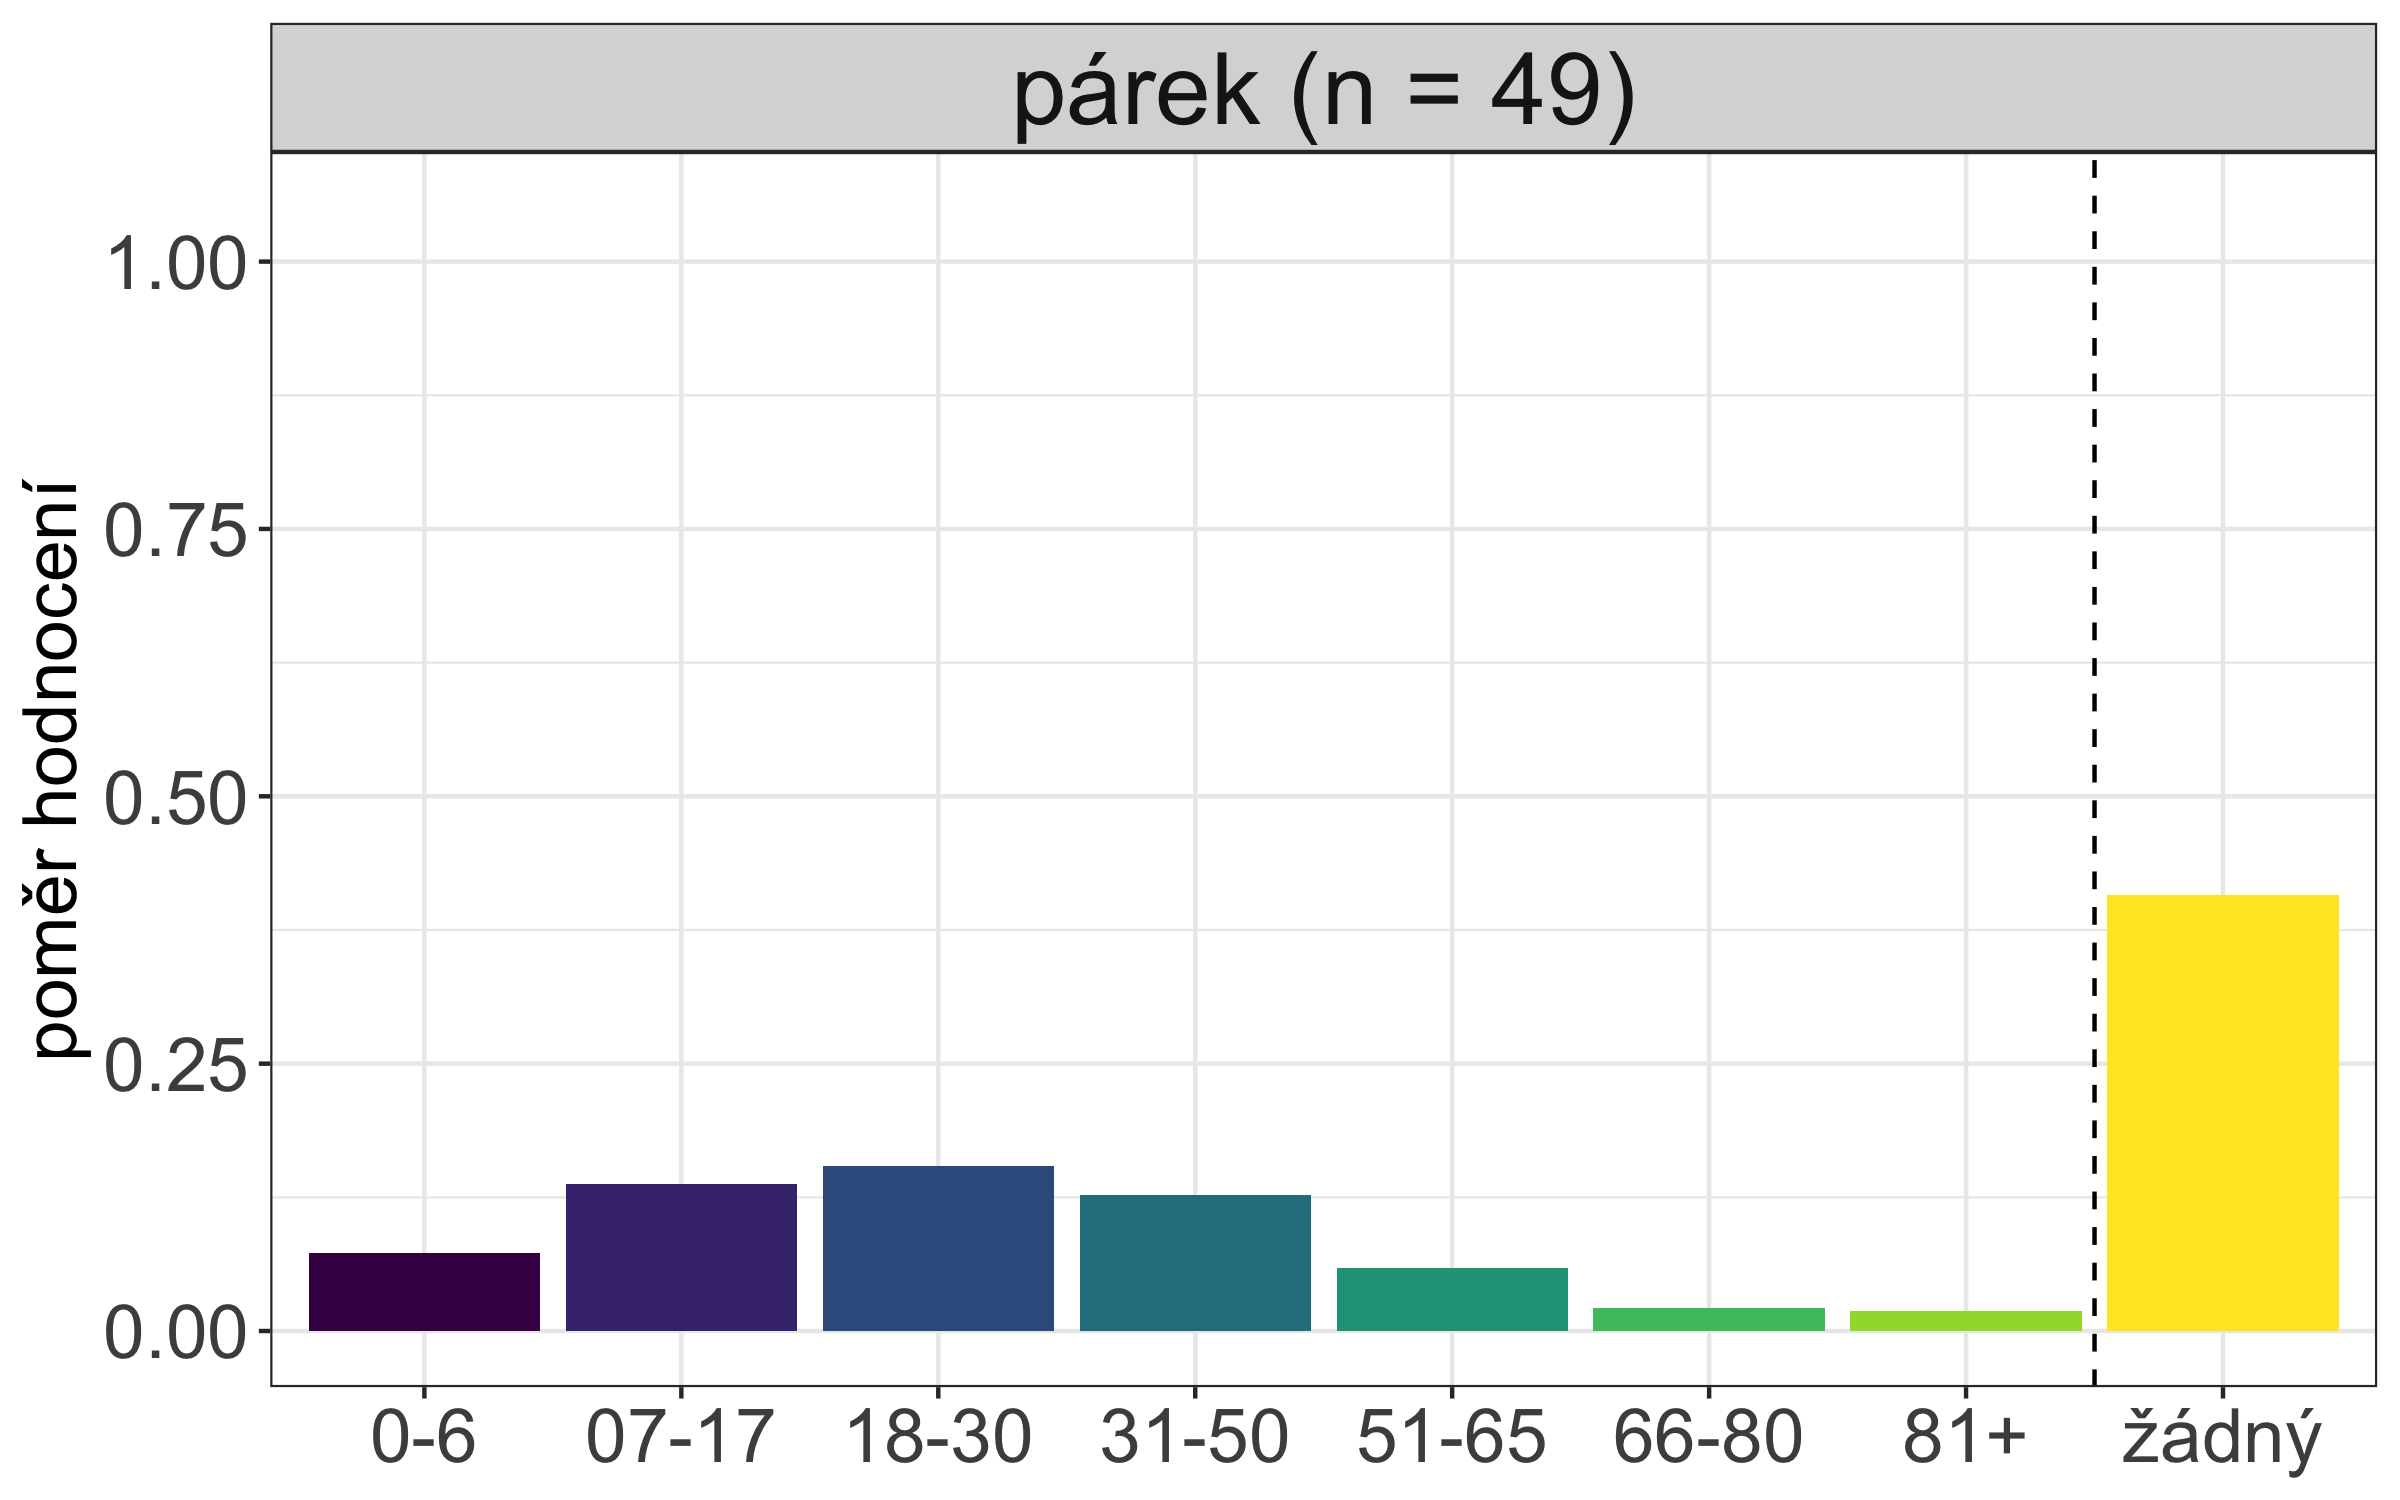 párek (n = 49)
poměr hodnocení
1.00
0.75
0.50
0.25
0.00
0-6 07-17 18-30 31-50 51-65 66-80 81+ žádný